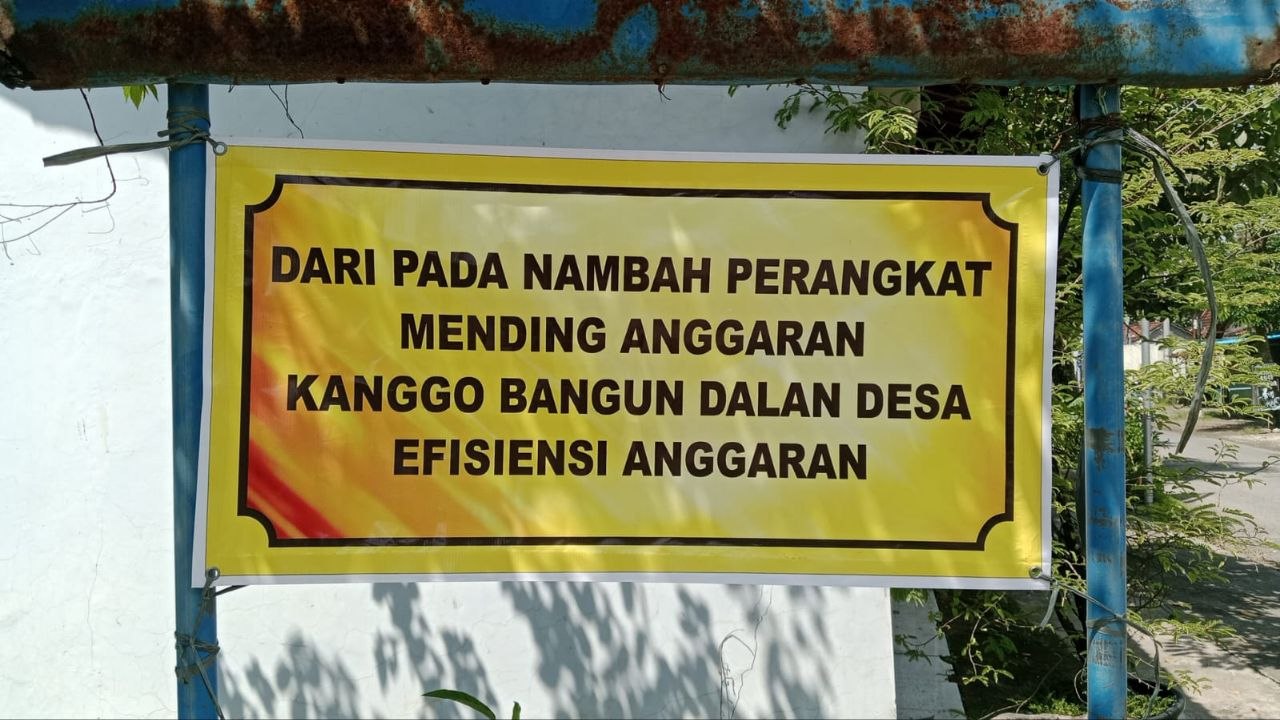 DARI PADA NAMBAH PERANGKAT
MENDING ANGGARAN
KANGGO BANGUN DALAN DESA
EFISIENSI ANGGARAN